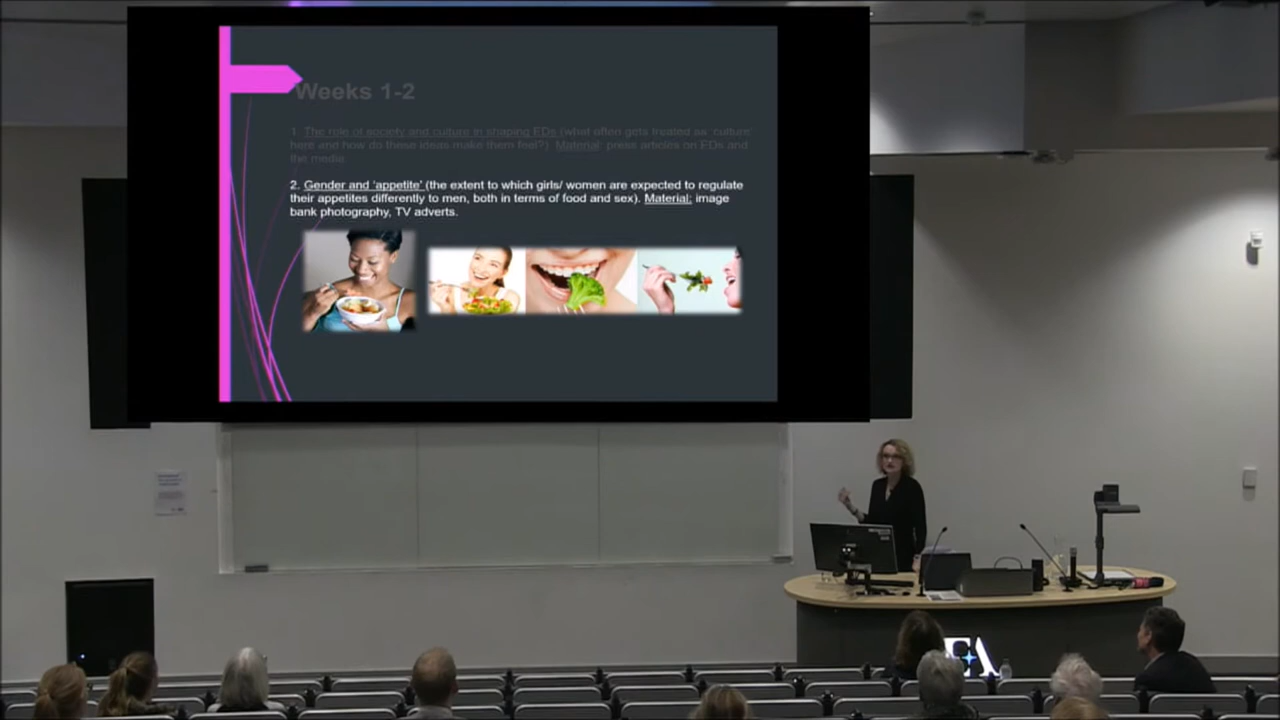 Weeks 1-2
1. The role of society and culture in shaping EDs (what often gets treated as 'culture'
here and how do these ideas make them feel?). Material: press articles on EDs and
the media.
2. Gender and 'appetite' (the extent to which girls/ women are expected to regulate
their appetites differently to men, both in terms of food and sex). Material: image
bank photography, TV adverts.